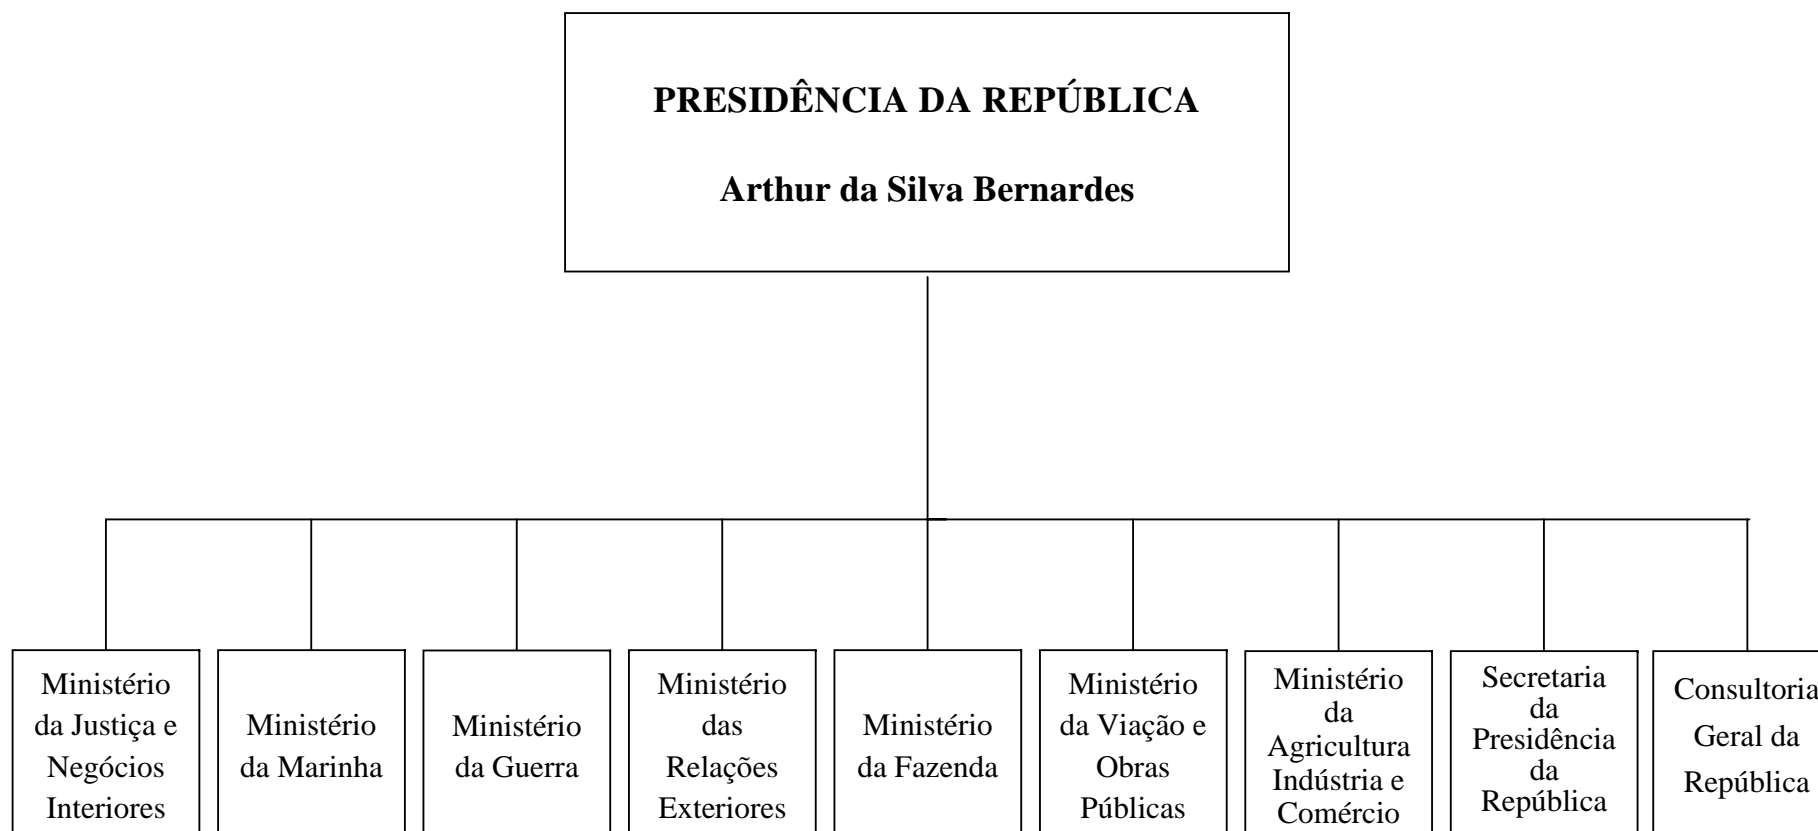 PRESIDÊNCIA DA REPÚBLICA
Arthur da Silva Bernardes
Ministério
da Justiça e
Negócios
Interiores
Ministério
da Marinha
Ministério
da Guerra
Ministério
das
Relações
Exteriores
Ministério
da Fazenda
Ministério
da Viação e
Obras
Públicas
Ministério
da
Agricultura
Indústria e
Comércio
Secretaria
da
Presidência
da
República
Consultoria
Geral da
República